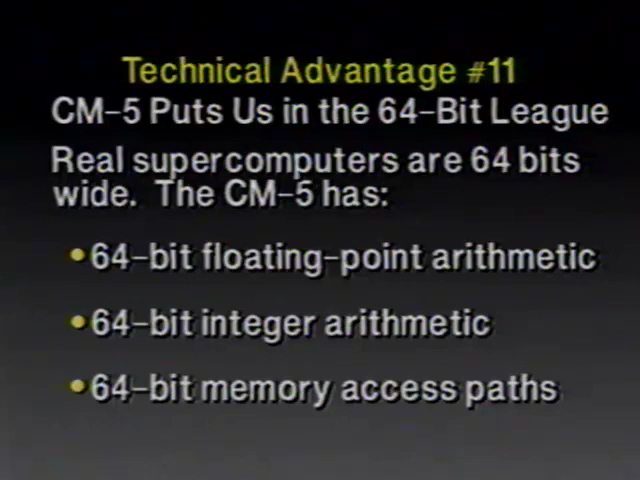 Technical Advantage #11
CM-5 Puts Us in the 64-Bit League
Real supercomputers are 64 bits
wide. The CM-5 has:
•64-bit floating-point arithmetic
•64-bit integer arithmetic
•64-bit memory access paths